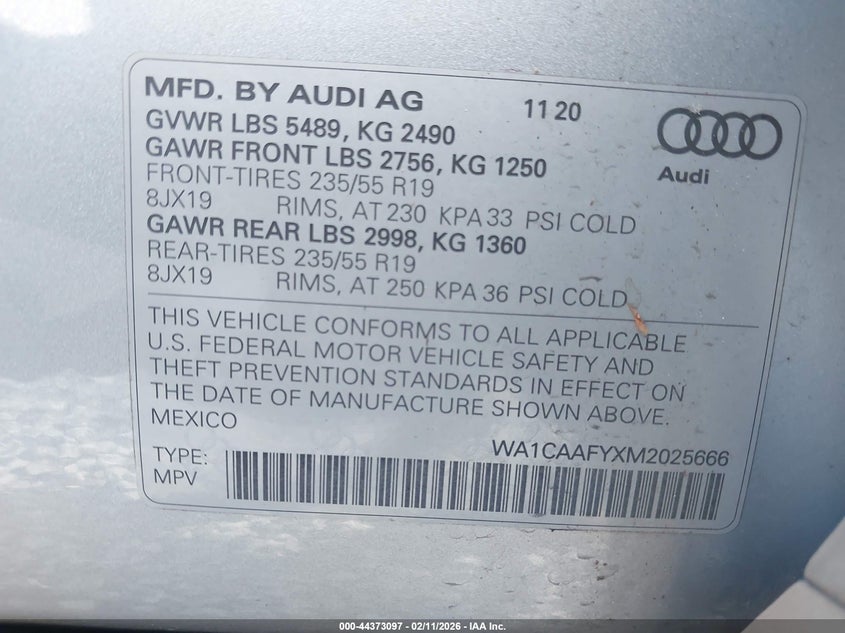 MFD. BY AUDI AG 11 20
GVWR LBS 5489, KG 2490
GAWR FRONT LBS 2756, KG 1250
FRONT-TIRES 235/55 R19
8JX19 RIMS, AT 230 KPA 33 PSI COLD
GAWR REAR LBS 2998, KG 1360
REAR-TIRES 235/55 R19
8JX19 RIMS, AT 250 KPA 36 PSI COLD
Audi
THIS VEHICLE CONFORMS TO ALL APPLICABLE
U.S. FEDERAL MOTOR VEHICLE SAFETY AND
THEFT PREVENTION STANDARDS IN EFFECT ON
THE DATE OF MANUFACTURE SHOWN ABOVE.
MEXICO
WA1CAAFYXM2025666
TYPE:
MPV
000-44373097 - 02/11/2026 - IAA Inc.